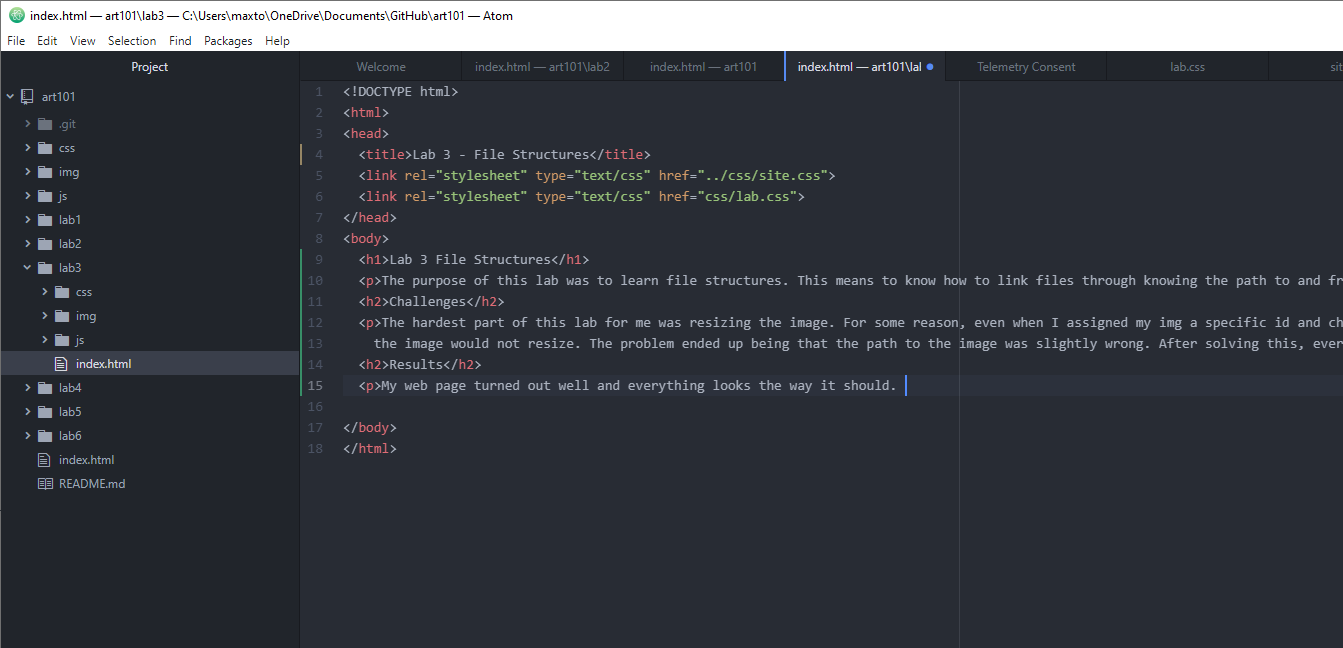 index.html — art101\lab3 — C:\Users\maxto\OneDrive\Documents\GitHub\art101 — Atom
File Edit View Selection Find Packages Help
Project
art101
.git
css
img
js
lab1
lab2
lab3
css
img
js
index.html
lab4
lab5
lab6
index.html
README.md
Welcome index.html — art101\lab2 index.html — art101 index.html — art101\lal Telemetry Consent lab.css sit
1 <!DOCTYPE html>
2 <html>
3 <head>
4 <title>Lab 3 - File Structures</title>
5 <link rel="stylesheet" type="text/css" href="../css/site.css">
6 <link rel="stylesheet" type="text/css" href="css/lab.css">
7 </head>
8 <body>
9 <h1>Lab 3 File Structures</h1>
10 <p>The purpose of this lab was to learn file structures. This means to know how to link files through knowing the path to and fr
11 <h2>Challenges</h2>
12 <p>The hardest part of this lab for me was resizing the image. For some reason, even when I assigned my img a specific id and ch
13 the image would not resize. The problem ended up being that the path to the image was slightly wrong. After solving this, ever
14 <h2>Results</h2>
15 <p>My web page turned out well and everything looks the way it should.
16
17 </body>
18 </html>